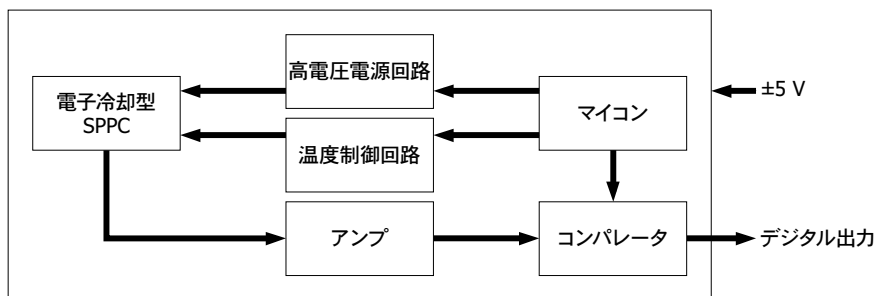 高電圧電源回路
電子冷却型
SPPC
マイコン
±5 V
温度制御回路
アンプ
コンパレータ
デジタル出力